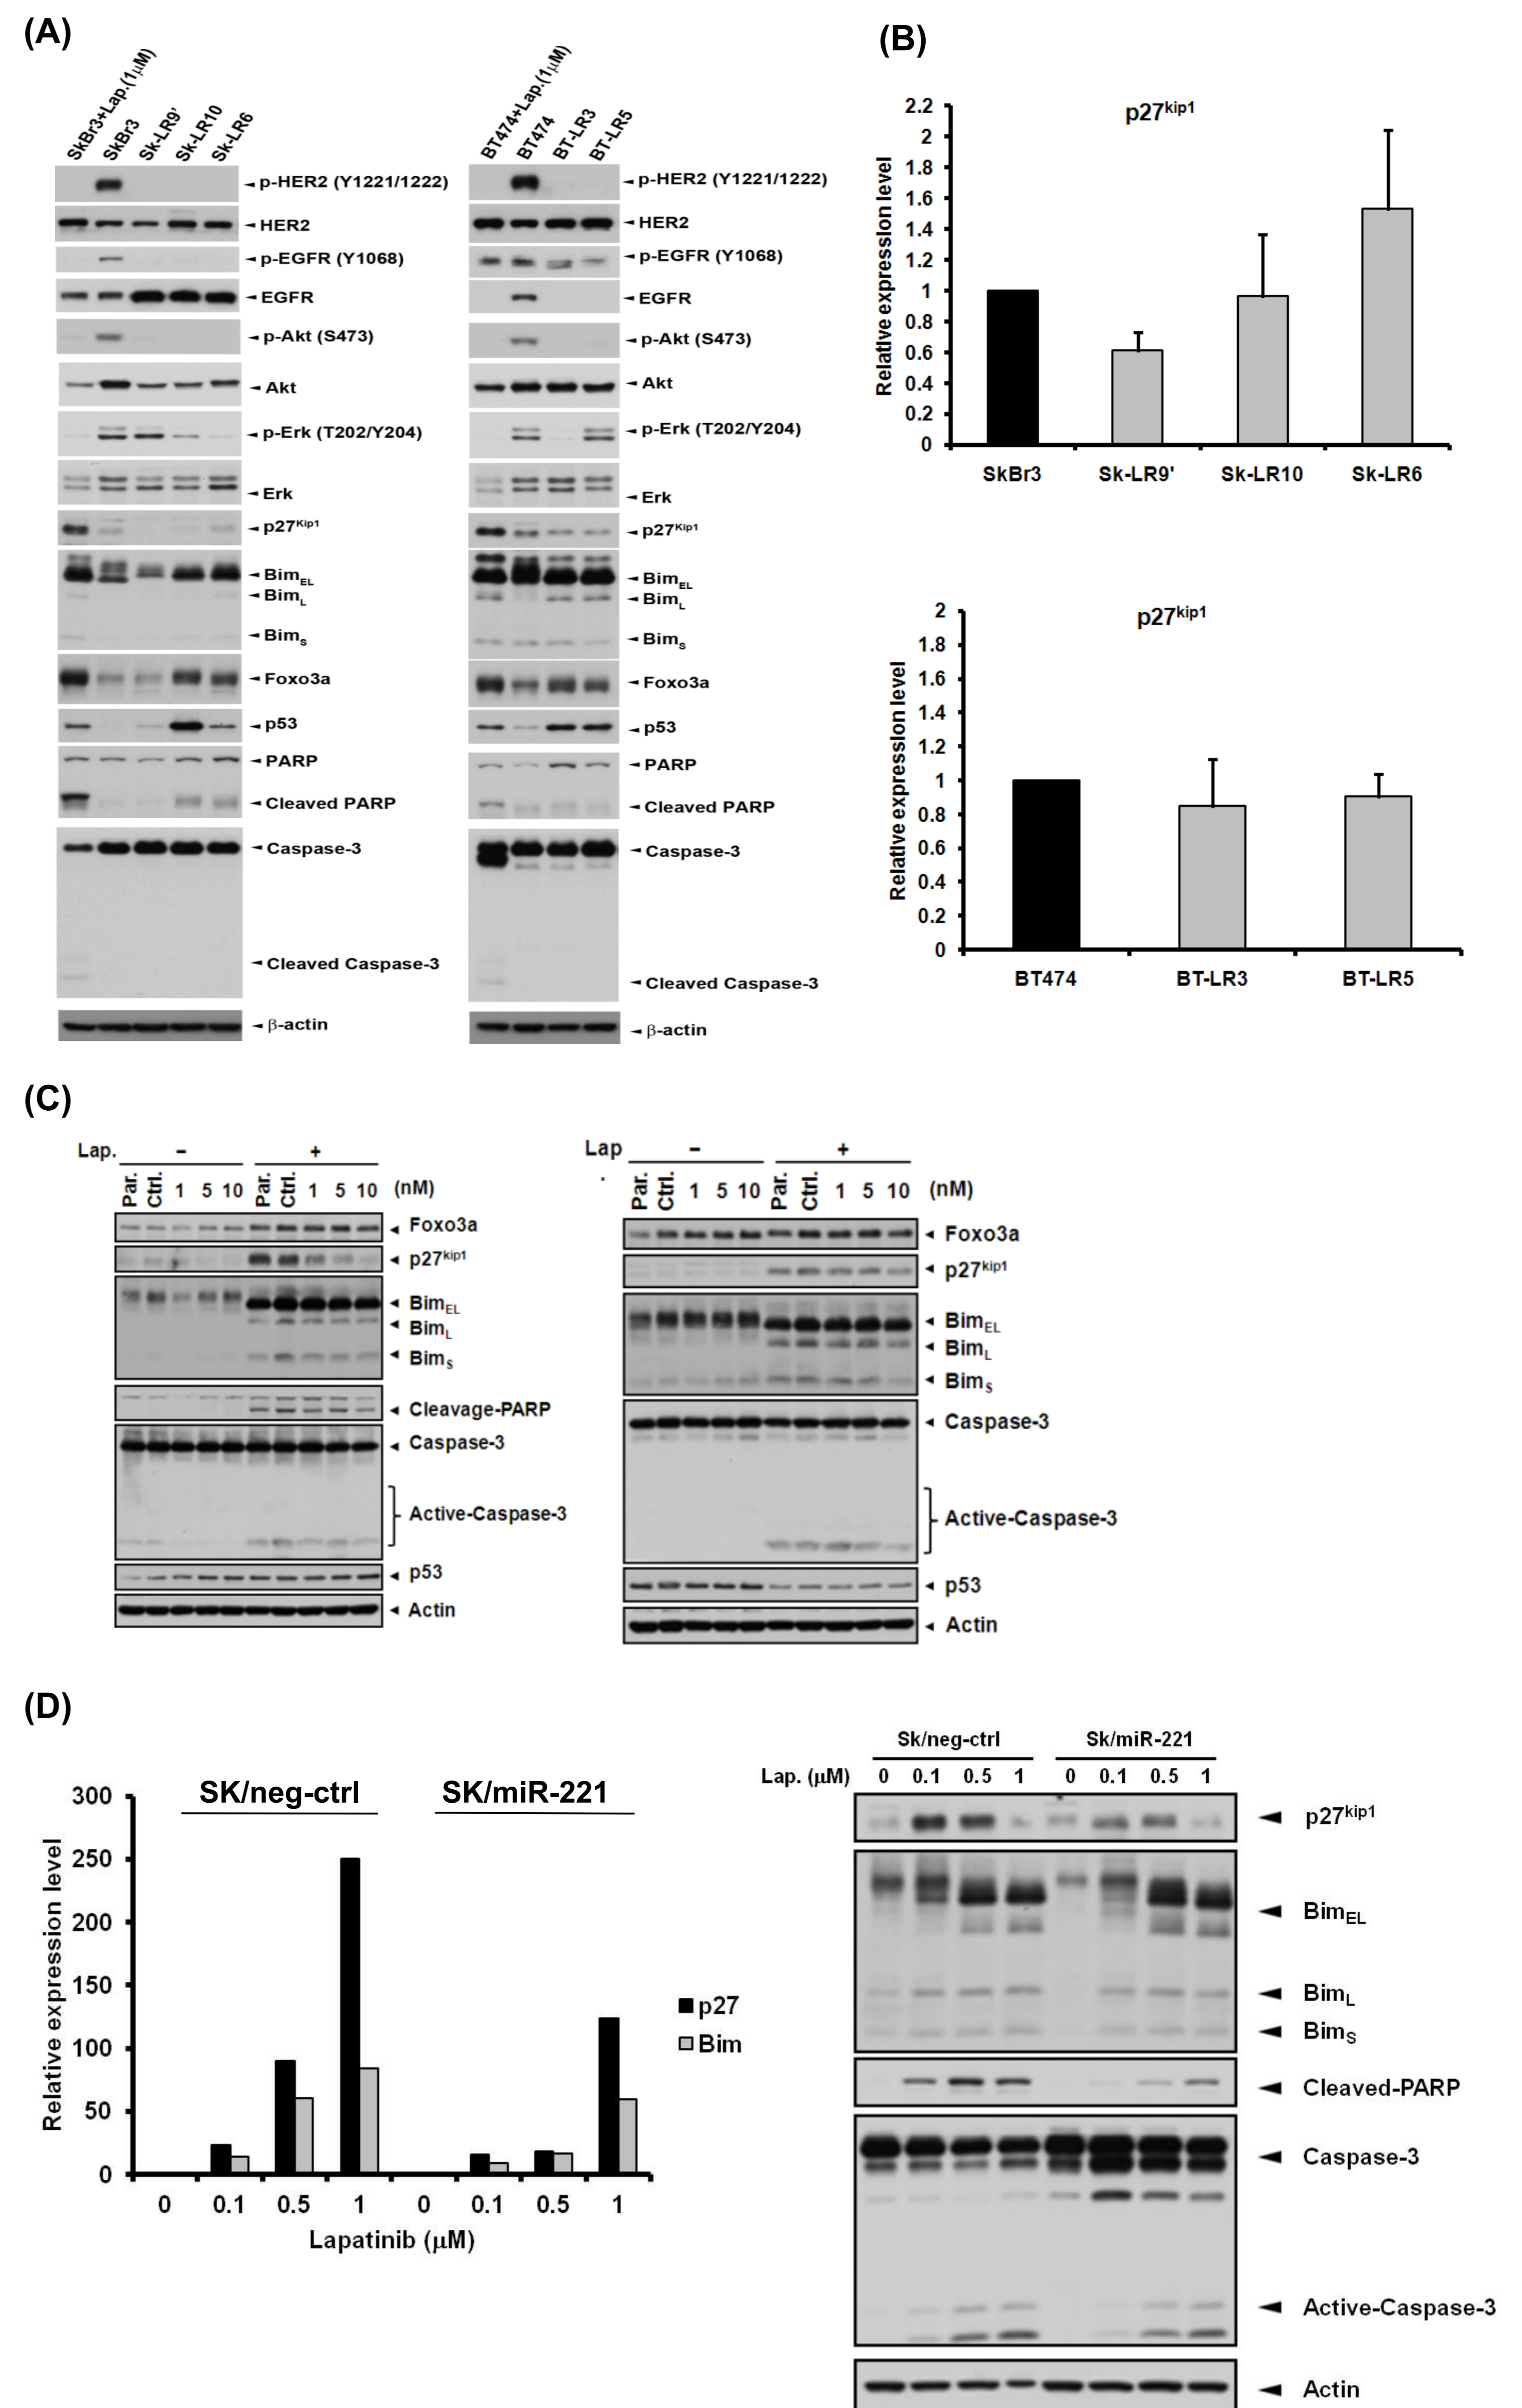 (A)
SkBr3+Lap.(1μM)
SkBr3
Sk-LR9'
Sk-LR10
Sk-LR6
p-HER2 (Y1221/1222)
HER2
p-EGFR (Y1068)
EGFR
p-Akt (S473)
Akt
p-Erk (T202/Y204)
Erk
p27Kip1
BimEL
BimL
BimS
Foxo3a
p53
PARP
Cleaved PARP
Caspase-3
Cleaved Caspase-3
β-actin
BT474+Lap.(1μM)
BT474
BT-LR3
BT-LR5
p-HER2 (Y1221/1222)
HER2
p-EGFR (Y1068)
EGFR
p-Akt (S473)
Akt
p-Erk (T202/Y204)
Erk
p27Kip1
BimEL
BimL
BimS
Foxo3a
p53
PARP
Cleaved PARP
Caspase-3
Cleaved Caspase-3
β-actin
(B)
p27kip1
Relative expression level
2.2
2
1.8
1.6
1.4
1.2
1
0.8
0.6
0.4
0.2
0
SkBr3 Sk-LR9' Sk-LR10 Sk-LR6
p27kip1
Relative expression level
2
1.8
1.6
1.4
1.2
1
0.8
0.6
0.4
0.2
0
BT474 BT-LR3 BT-LR5
(C)
Lap. – +
Par. Ctrl. 1 5 10 Par. Ctrl. 1 5 10 (nM)
Foxo3a
p27kip1
BimEL
BimL
BimS
Cleavage-PARP
Caspase-3
Active-Caspase-3
p53
Actin
Lap – +
.
Par. Ctrl. 1 5 10 Par. Ctrl. 1 5 10 (nM)
Foxo3a
p27kip1
BimEL
BimL
BimS
Caspase-3
Active-Caspase-3
p53
Actin
(D)
SK/neg-ctrl SK/miR-221
Relative expression level
300
250
200
150
100
50
0
0 0.1 0.5 1 0 0.1 0.5 1
Lapatinib (μM)
p27
Bim
Sk/neg-ctrl Sk/miR-221
Lap. (μM) 0 0.1 0.5 1 0 0.1 0.5 1
p27kip1
BimEL
BimL
BimS
Cleaved-PARP
Caspase-3
Active-Caspase-3
Actin